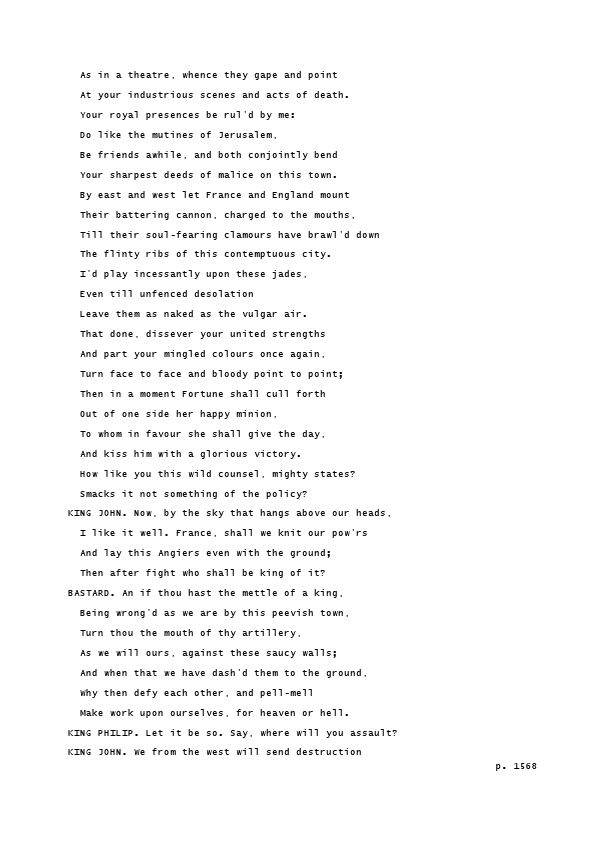 As in a theatre, whence they gape and point
At your industrious scenes and acts of death.
Your royal presences be rul'd by me:
Do like the mutines of Jerusalem,
Be friends awhile, and both conjointly bend
Your sharpest deeds of malice on this town.
By east and west let France and England mount
Their battering cannon, charged to the mouths,
Till their soul-fearing clamours have brawl'd down
The flinty ribs of this contemptuous city.
I'd play incessantly upon these jades,
Even till unfenced desolation
Leave them as naked as the vulgar air.
That done, dissever your united strengths
And part your mingled colours once again,
Turn face to face and bloody point to point;
Then in a moment Fortune shall cull forth
Out of one side her happy minion,
To whom in favour she shall give the day,
And kiss him with a glorious victory.
How like you this wild counsel, mighty states?
Smacks it not something of the policy?
KING JOHN. Now, by the sky that hangs above our heads,
I like it well. France, shall we knit our pow'rs
And lay this Angiers even with the ground;
Then after fight who shall be king of it?
BASTARD. An if thou hast the mettle of a king,
Being wrong'd as we are by this peevish town,
Turn thou the mouth of thy artillery,
As we will ours, against these saucy walls;
And when that we have dash'd them to the ground,
Why then defy each other, and pell-mell
Make work upon ourselves, for heaven or hell.
KING PHILIP. Let it be so. Say, where will you assault?
KING JOHN. We from the west will send destruction
p. 1568